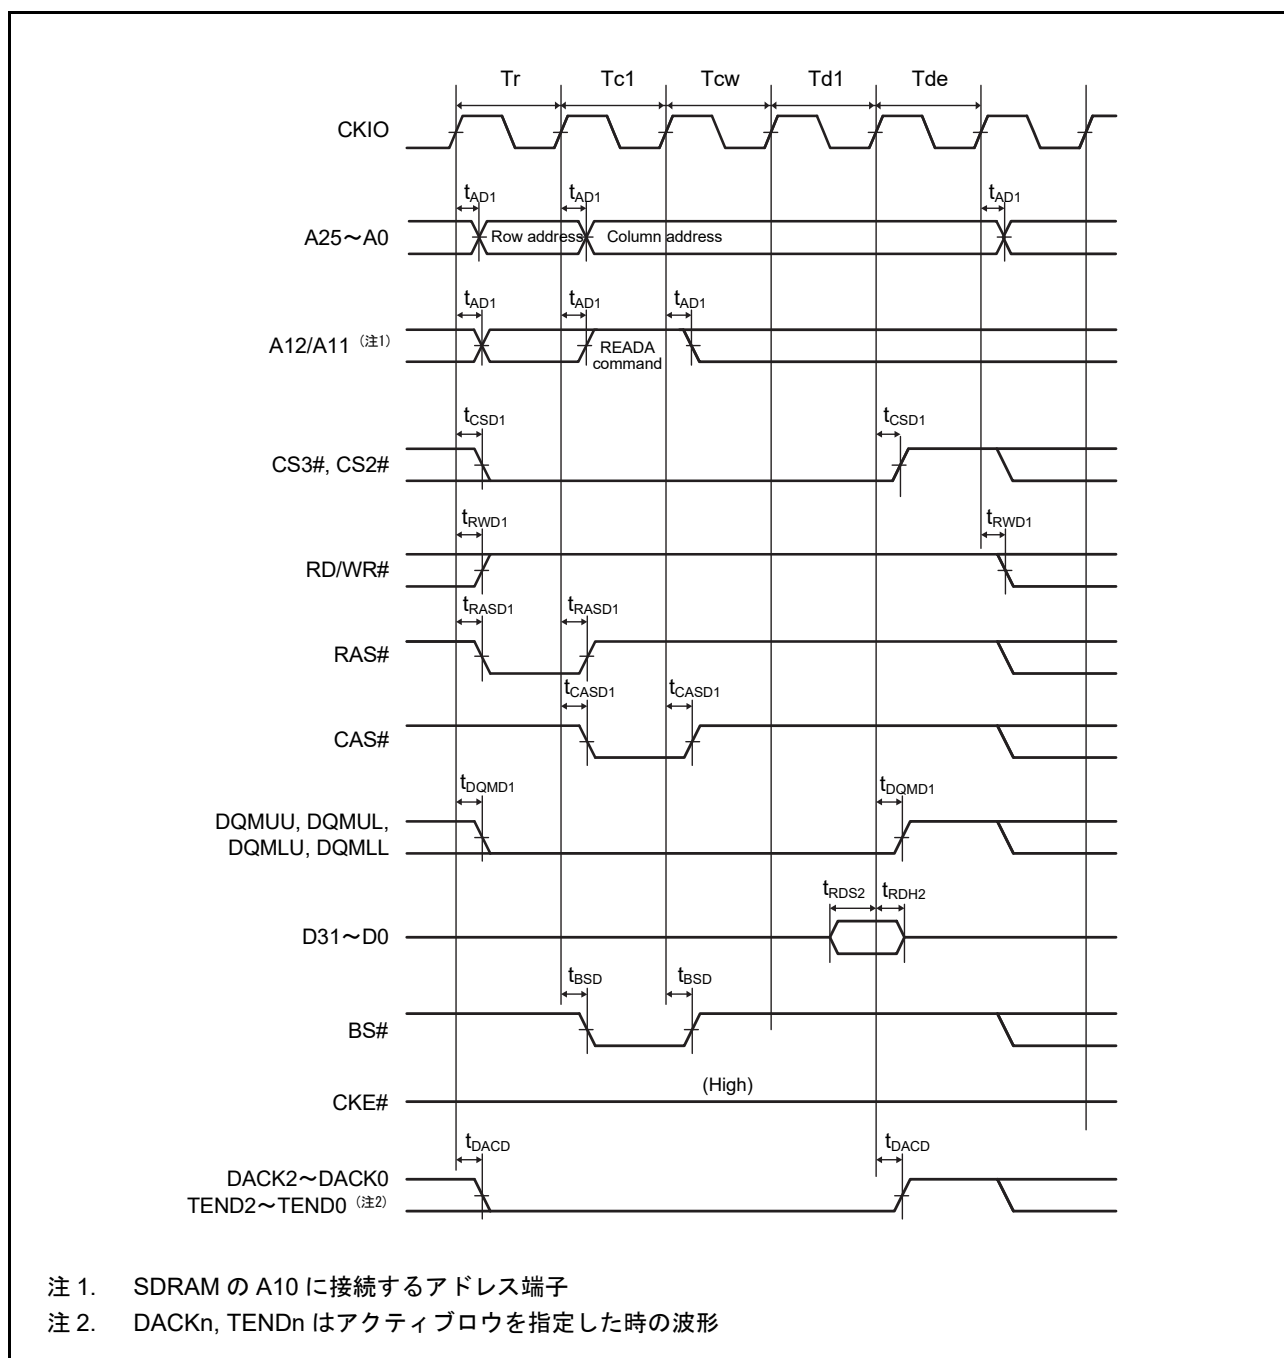 Tr Tc1 Tcw Td1 Tde
CKIO
tAD1 tAD1 tAD1
A25～A0 Row address Column address
tAD1 tAD1 tAD1
A12/A11 （注1） READA
command
tCSD1 tCSD1
CS3#, CS2#
tRWD1 tRWD1
RD/WR#
tRASD1 tRASD1
RAS#
tCASD1 tCASD1
CAS#
tDQMD1 tDQMD1
DQMUU, DQMUL,
DQMLU, DQMLL
tRDS2 tRDH2
D31～D0
tBSD tBSD
BS#
(High)
CKE#
tDACD tDACD
DACK2～DACK0
TEND2～TEND0 （注2）
注 1. SDRAM の A10 に接続するアドレス端子
注 2. DACKn, TENDn はアクティブロウを指定した時の波形